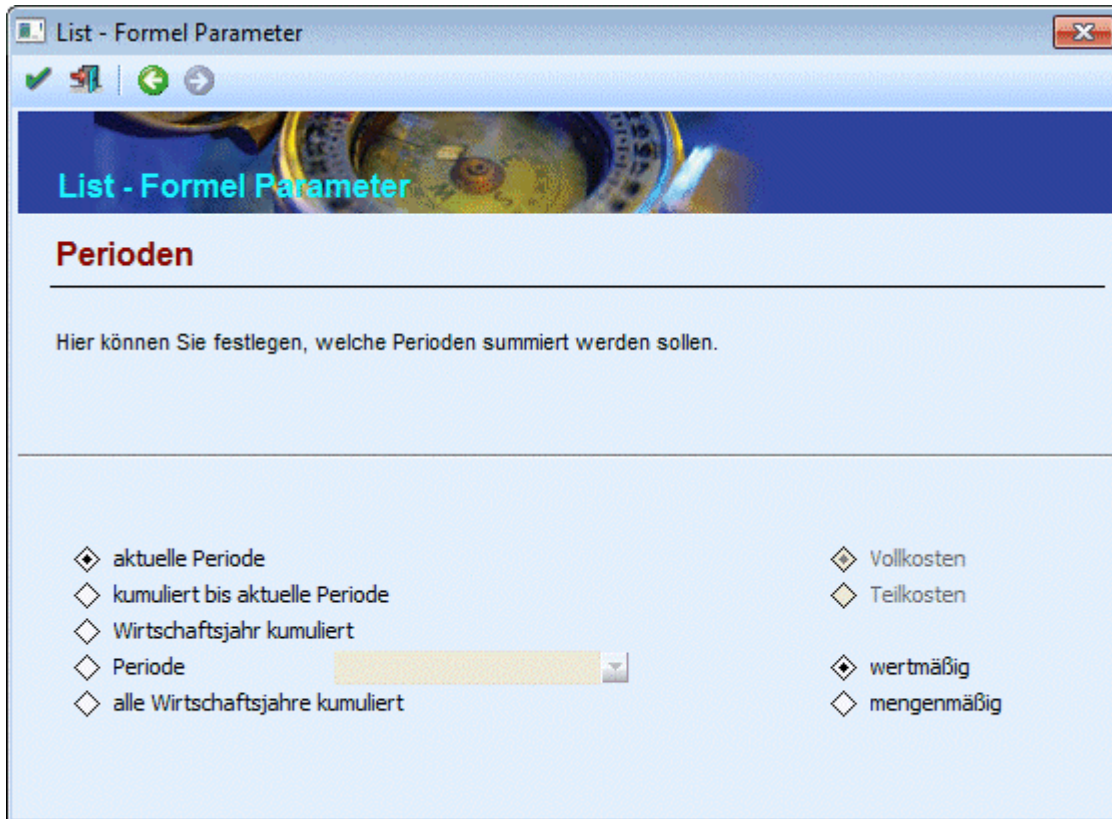 List - Formel Parameter
List - Formel Parameter
Perioden
Hier können Sie festlegen, welche Perioden summiert werden sollen.
aktuelle Periode
kumuliert bis aktuelle Periode
Wirtschaftsjahr kumuliert
Periode
alle Wirtschaftsjahre kumuliert
Vollkosten
Teilkosten
wertmäßig
mengenmäßig